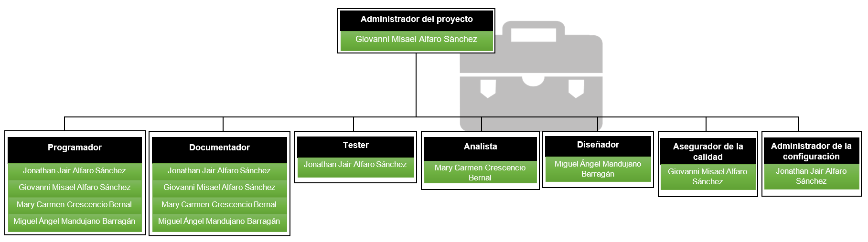 Administrador del proyecto
Giovanni Misael Alfaro Sánchez
Programador
Jonathan Jair Alfaro Sánchez
Giovanni Misael Alfaro Sánchez
Mary Carmen Crescencio Bernal
Miguel Ángel Mandujano Barragán
Documentador
Jonathan Jair Alfaro Sánchez
Giovanni Misael Alfaro Sánchez
Mary Carmen Crescencio Bernal
Miguel Ángel Mandujano Barragán
Tester
Jonathan Jair Alfaro Sánchez
Analista
Mary Carmen Crescencio
Bernal
Diseñador
Miguel Ángel Mandujano
Barragán
Asegurador de la
calidad
Giovanni Misael Alfaro
Sánchez
Administrador de la
configuración
Jonathan Jair Alfaro
Sánchez